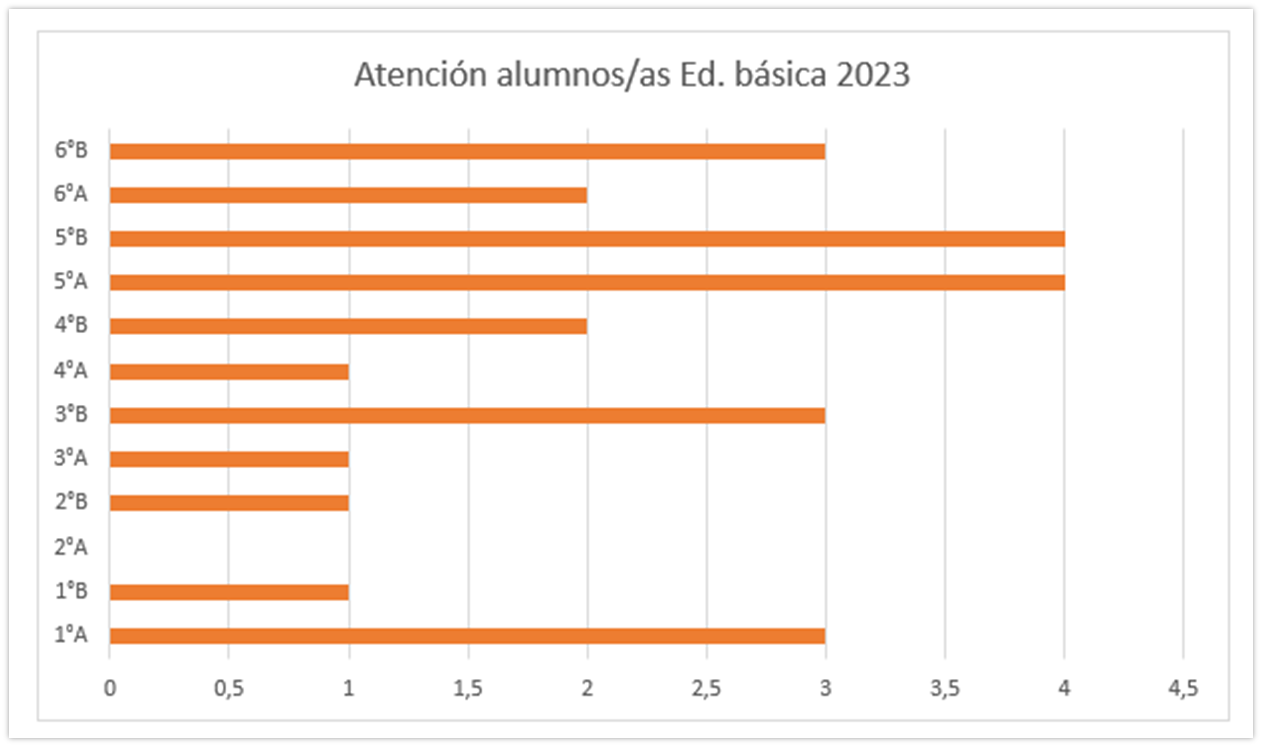 Atención alumnos/as Ed. básica 2023
6°B
6°A
5°B
5°A
4°B
4°A
3°B
3°A
2°B
2°A
1°B
1°A
0 0,5 1 1,5 2 2,5 3 3,5 4 4,5